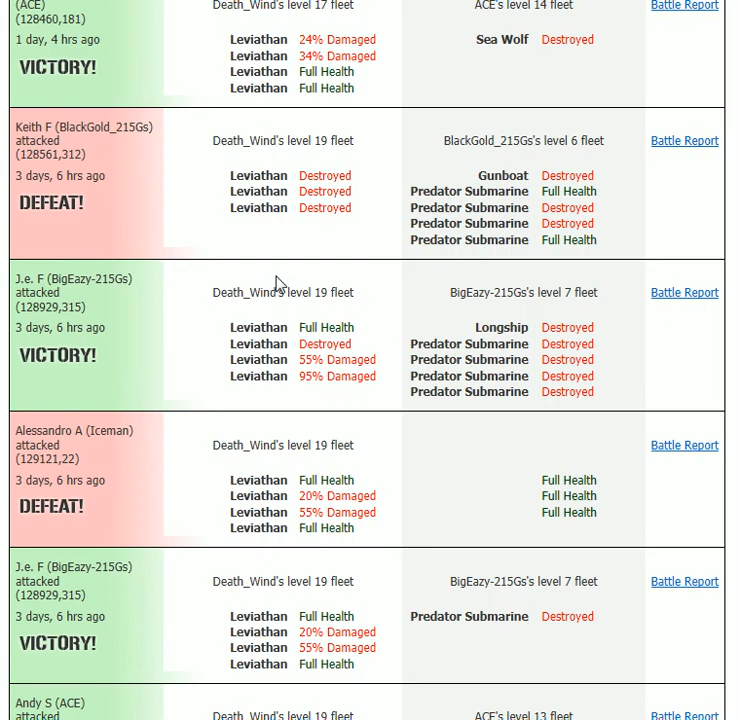 (ACE)
(128460,181)
Death_Wind's level 17 fleet
ACE's level 14 fleet
Battle Report
1 day, 4 hrs ago
VICTORY!
Leviathan 24% Damaged
Leviathan 34% Damaged
Leviathan Full Health
Leviathan Full Health
Sea Wolf Destroyed
Keith F (BlackGold_215Gs)
attacked
(128561,312)
3 days, 6 hrs ago
DEFEAT!
Death_Wind's level 19 fleet
Leviathan Destroyed
Leviathan Destroyed
Leviathan Destroyed
BlackGold_215Gs's level 6 fleet
Gunboat Destroyed
Predator Submarine Full Health
Predator Submarine Destroyed
Predator Submarine Destroyed
Predator Submarine Full Health
Battle Report
J.e. F (BigEazy-215Gs)
attacked
(128929,315)
3 days, 6 hrs ago
VICTORY!
Death_Wind's level 19 fleet
Leviathan Full Health
Leviathan Destroyed
Leviathan 55% Damaged
Leviathan 95% Damaged
BigEazy-215Gs's level 7 fleet
Longship Destroyed
Predator Submarine Destroyed
Predator Submarine Destroyed
Predator Submarine Destroyed
Predator Submarine Destroyed
Battle Report
Alessandro A (Iceman)
attacked
(129121,22)
3 days, 6 hrs ago
DEFEAT!
Death_Wind's level 19 fleet
Leviathan Full Health
Leviathan 20% Damaged
Leviathan 55% Damaged
Leviathan Full Health
Full Health
Full Health
Full Health
Battle Report
J.e. F (BigEazy-215Gs)
attacked
(128929,315)
3 days, 6 hrs ago
VICTORY!
Death_Wind's level 19 fleet
Leviathan Full Health
Leviathan 20% Damaged
Leviathan 55% Damaged
Leviathan Full Health
BigEazy-215Gs's level 7 fleet
Predator Submarine Destroyed
Battle Report
Andy S (ACE)
attacked
Death_Wind's level 19 fleet
ACE's level 13 fleet
Battle Report